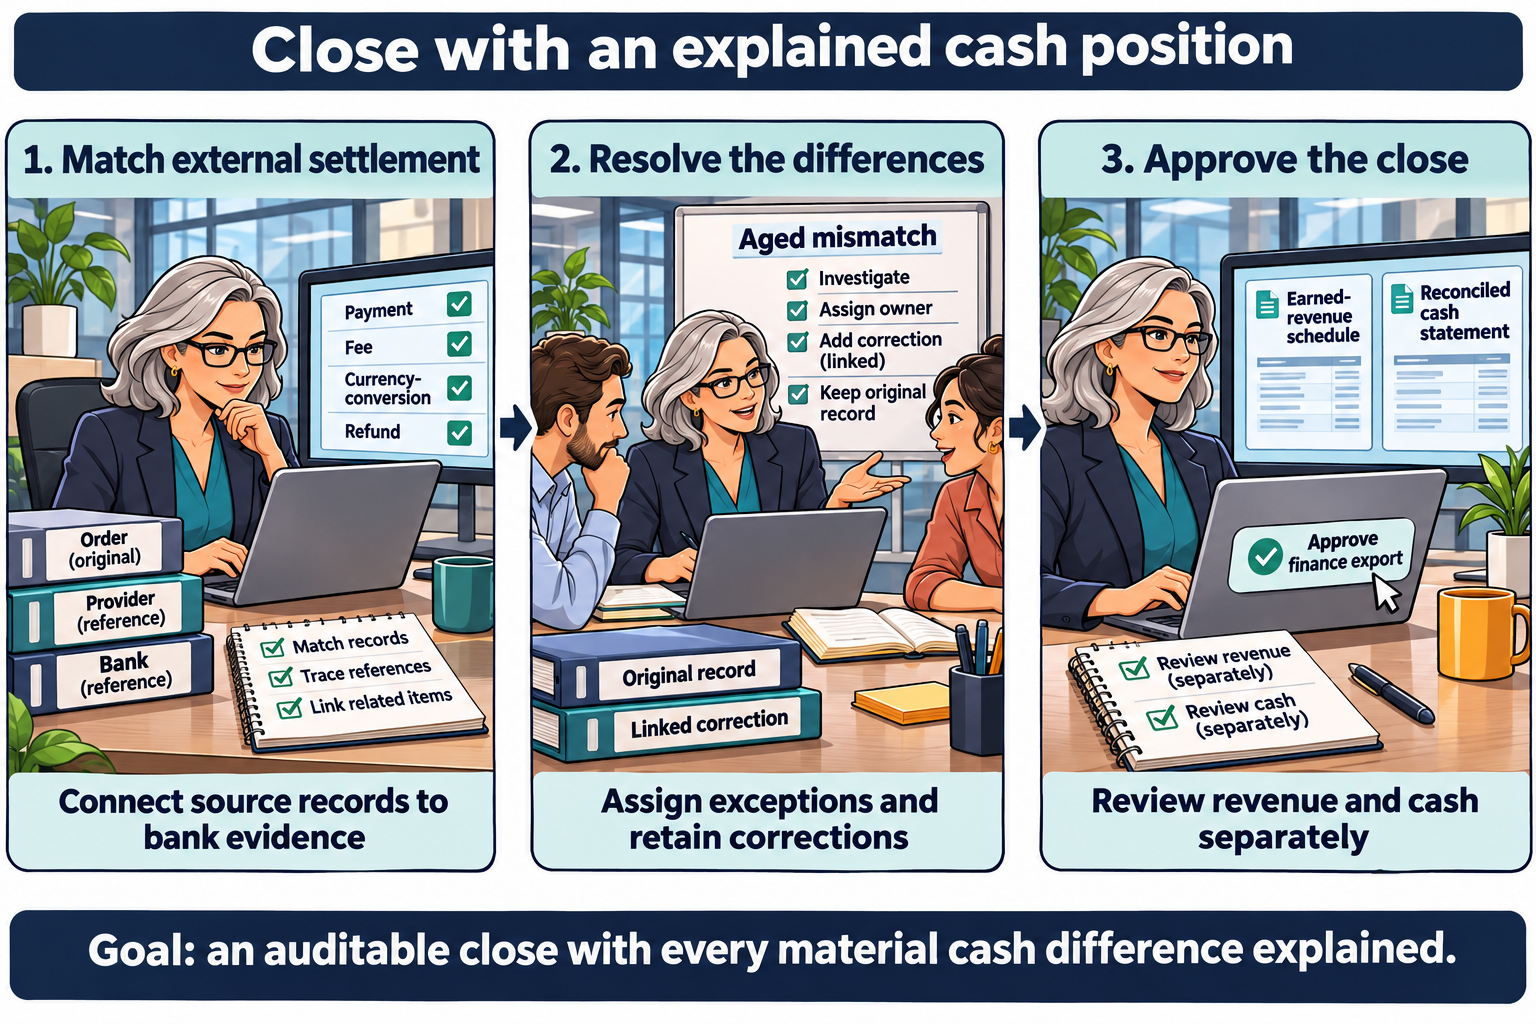 Close with an explained cash position
1. Match external settlement
Payment
Fee
Currency-
conversion
Refund
Order
(original)
Provider
(reference)
Bank
(reference)
Match records
Trace references
Link related items
Connect source records to
bank evidence
2. Resolve the differences
Aged mismatch
Investigate
Assign owner
Add correction
(linked)
Keep original
record
Original record
Linked correction
Assign exceptions and
retain corrections
3. Approve the close
Earned-
revenue
schedule
Reconciled
cash
statement
Approve
finance export
Review revenue
(separately)
Review cash
(separately)
Review revenue and cash
separately
Goal: an auditable close with every material cash difference explained.